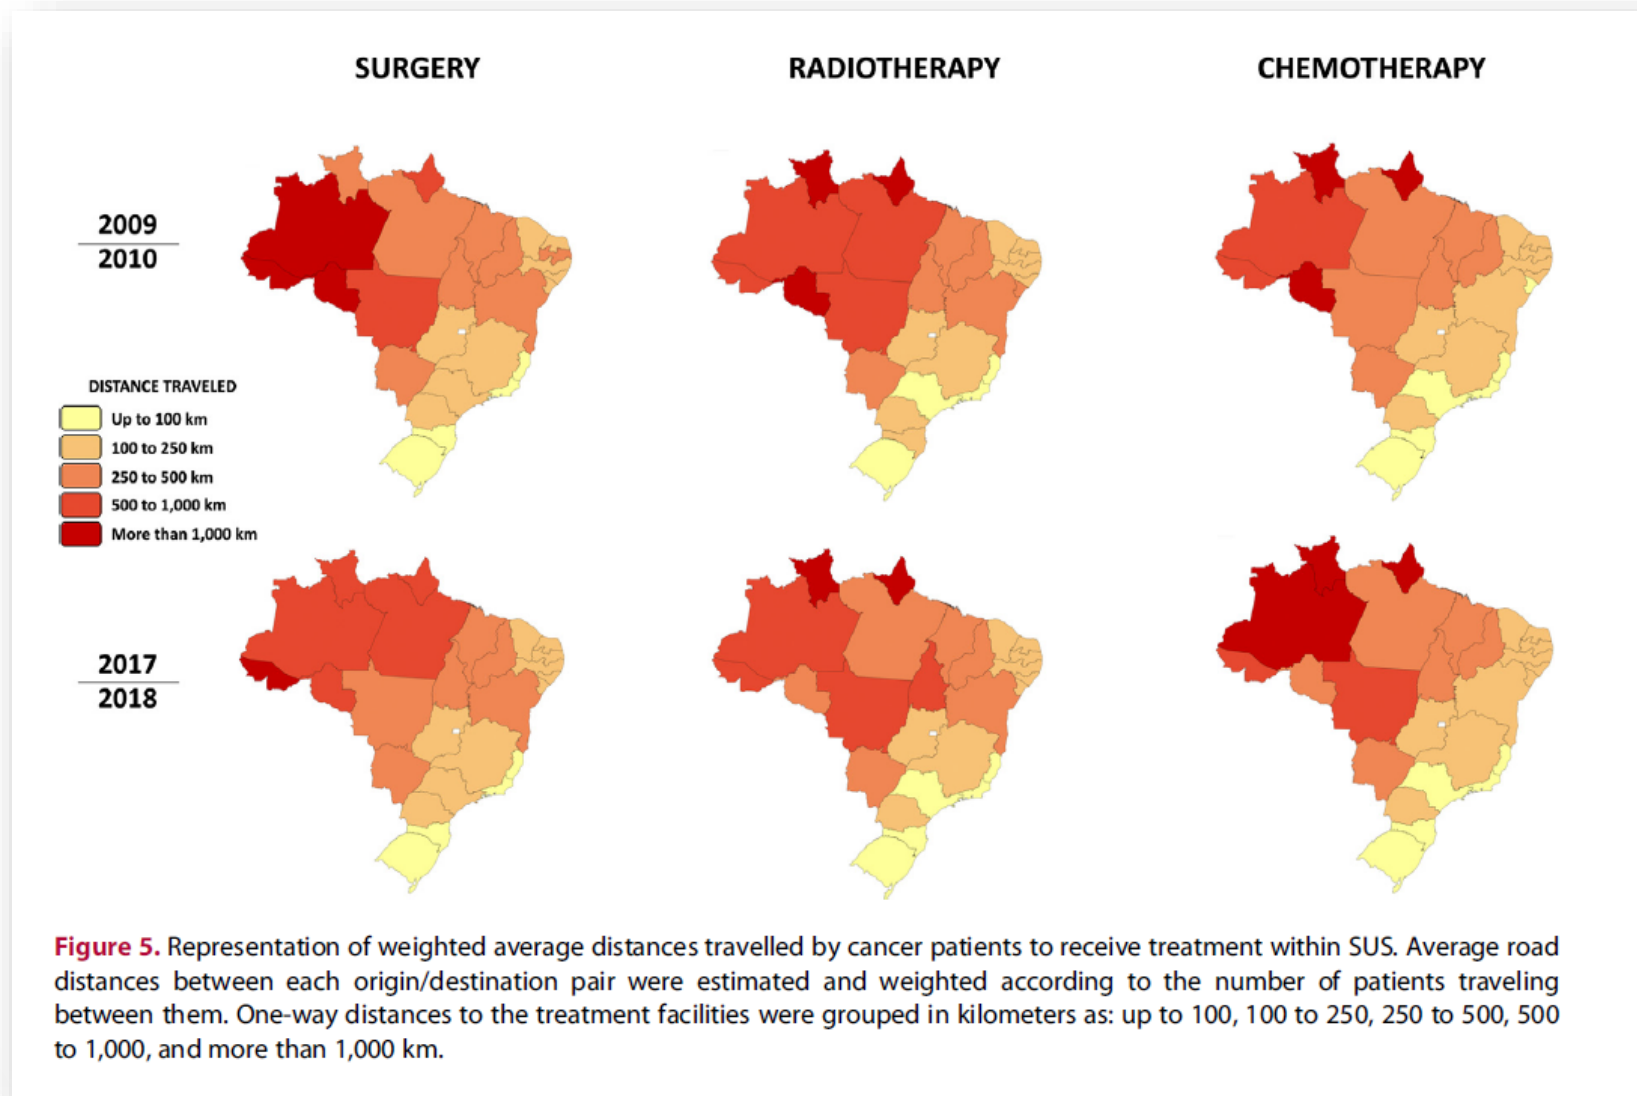 SURGERY
RADIOTHERAPY
CHEMOTHERAPY
2009
2010
DISTANCE TRAVELED
Up to 100 km
100 to 250 km
250 to 500 km
500 to 1,000 km
More than 1,000 km
2017
2018
Figure 5. Representation of weighted average distances travelled by cancer patients to receive treatment within SUS. Average road
distances between each origin/destination pair were estimated and weighted according to the number of patients traveling
between them. One-way distances to the treatment facilities were grouped in kilometers as: up to 100, 100 to 250, 250 to 500, 500
to 1,000, and more than 1,000 km.